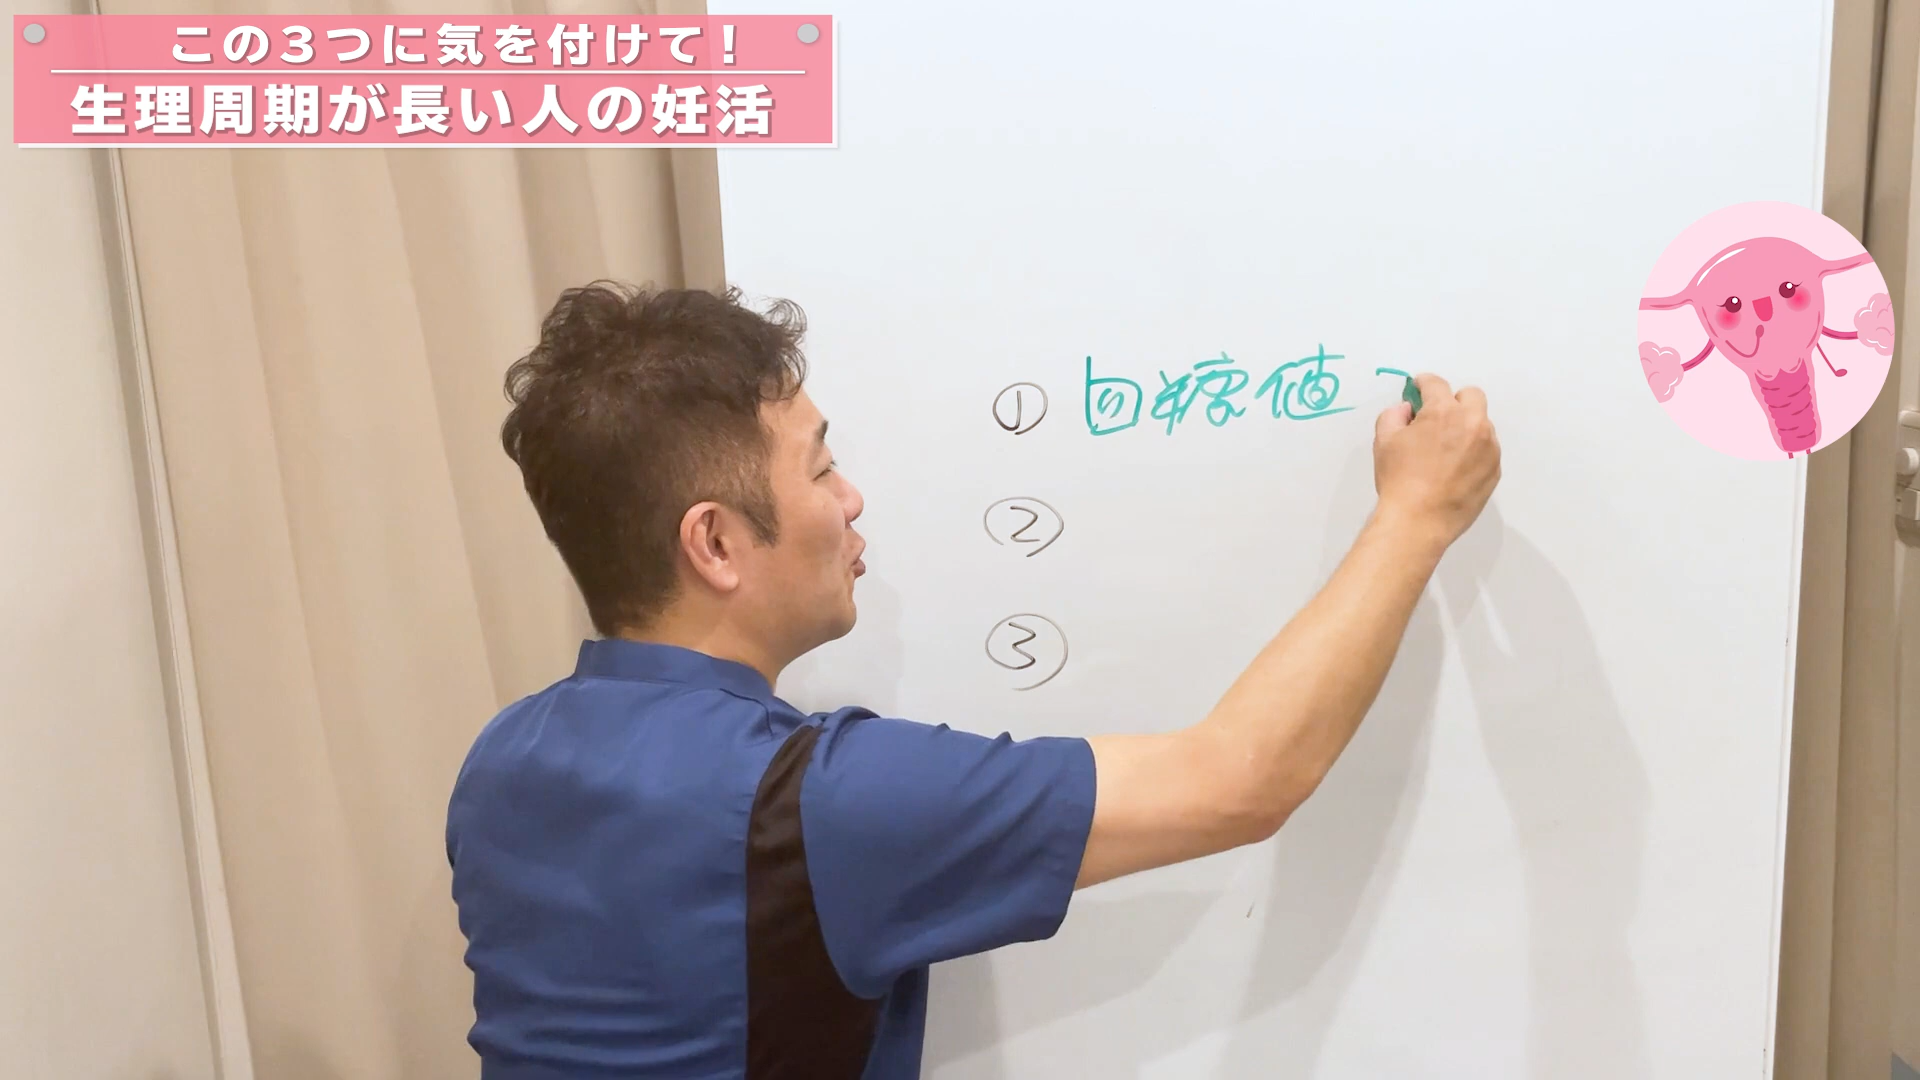 この3つに気を付けて！
生理周期が長い人の妊活
① 血糖値
②
③